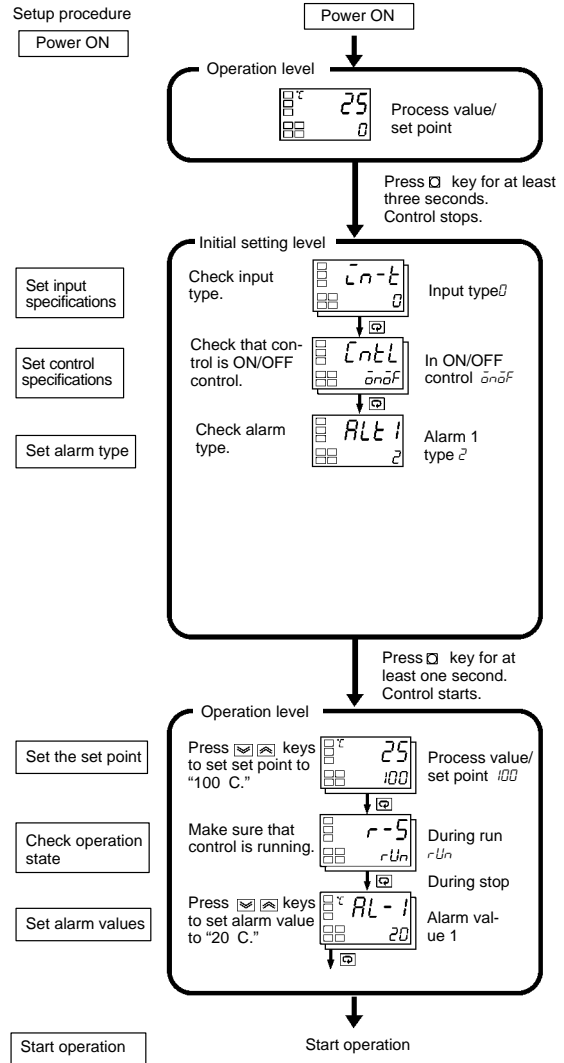 Setup procedure
Power ON
Power ON
Operation level
℃
25
0
Process value/
set point
Press key for at least
three seconds.
Control stops.
Initial setting level
Set input
specifications
Check input
type.
in-t
0
Input type 0
Set control
specifications
Check that con-
trol is ON/OFF
control.
CntL
onoF
In ON/OFF
control onoF
Set alarm type
Check alarm
type.
ALt1
2
Alarm 1
type 2
Press key for at
least one second.
Control starts.
Operation level
Set the set point
Press keys
to set set point to
“100 C.”
℃
25
100
Process value/
set point 100
Check operation
state
Make sure that
control is running.
r-S
rUn
During run
rUn
During stop
Set alarm values
Press keys
to set alarm value
to “20 C.”
℃
AL-1
20
Alarm val-
ue 1
Start operation
Start operation